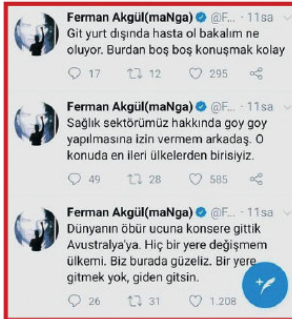 Ferman Akgül(maNga) @F... · 11sa
Git yurt dışında hasta ol bakalım ne
oluyor. Burdan boş boş konuşmak kolay
17 12 295
Ferman Akgül(maNga) @F... · 11sa
Sağlık sektörümüz hakkında goy goy
yapılmasına izin vermem arkadaş. O
konuda en ileri ülkelerden birisiyiz.
49 28 585
Ferman Akgül(maNga) @F... · 11sa
Dünyanın öbür ucuna konsere gittik
Avustralya'ya. Hiç bir yere değişmem
ülkemi. Biz burada güzeliz. Bir yere
gitmek yok, giden gitsin.
26 31 1.208